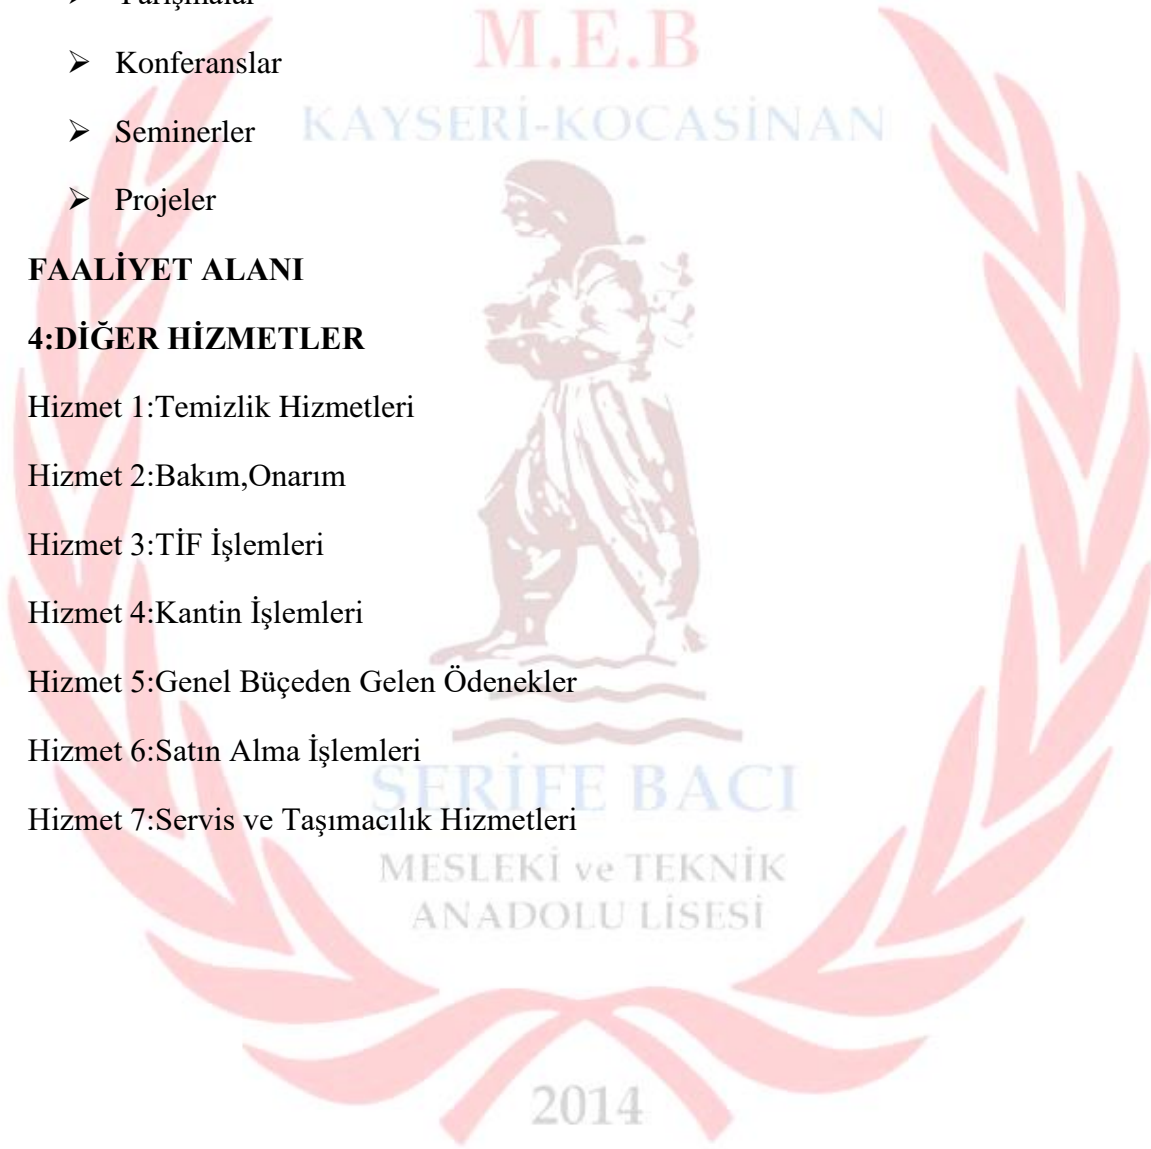 M.E.B
➢ Konferanslar
KAYSERİ-KOCASİNAN
➢ Seminerler
➢ Projeler
FAALİYET ALANI
4:DİĞER HİZMETLER
Hizmet 1:Temizlik Hizmetleri
Hizmet 2:Bakım,Onarım
Hizmet 3:TİF İşlemleri
Hizmet 4:Kantin İşlemleri
Hizmet 5:Genel Büçeden Gelen Ödenekler
Hizmet 6:Satın Alma İşlemleri
ŞERİFE BACI
Hizmet 7:Servis ve Taşımacılık Hizmetleri
MESLEKİ ve TEKNİK
ANADOLU LİSESİ
2014